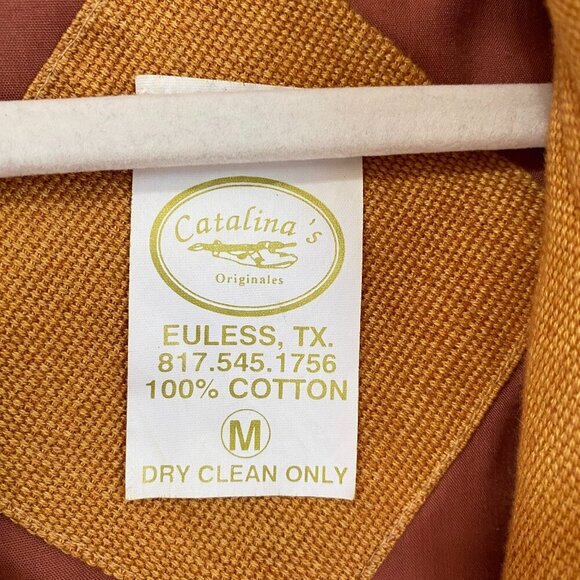 Catalina's
Originales
EULESS, TX.
817.545.1756
100% COTTON
M
DRY CLEAN ONLY